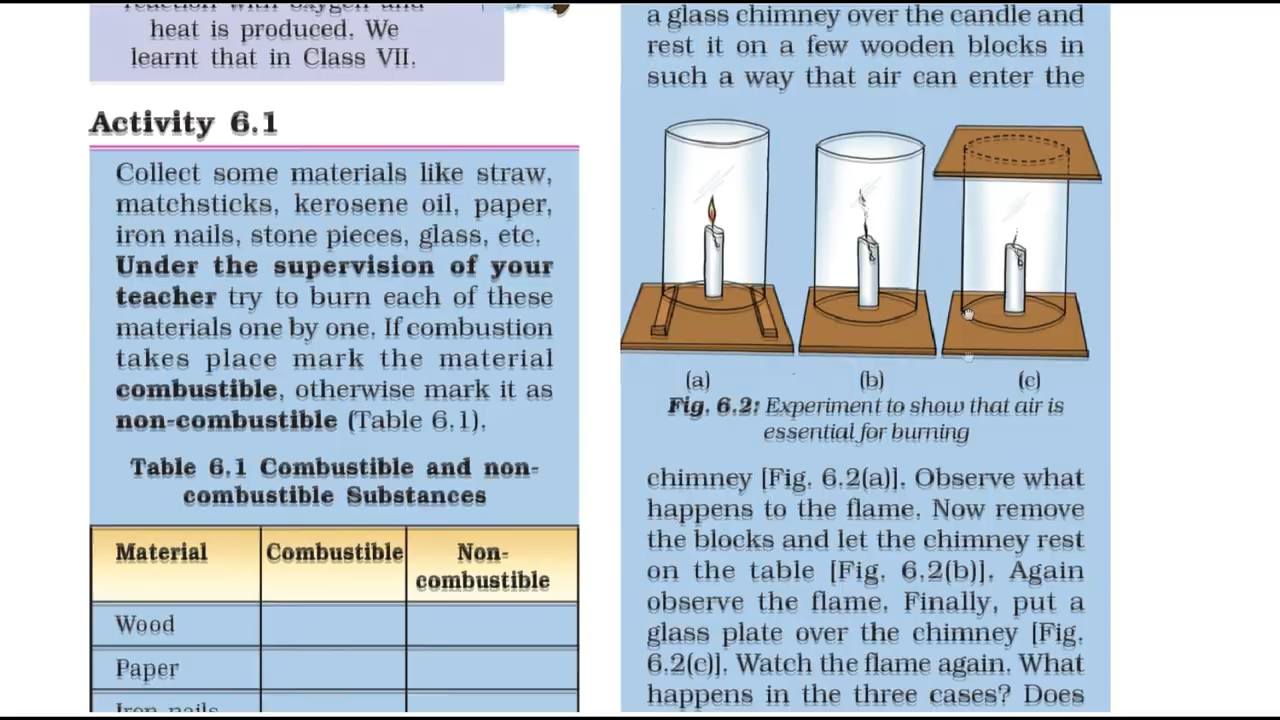 reaction with oxygen and
heat is produced. We
learnt that in Class VII.
Activity 6.1
Collect some materials like straw,
matchsticks, kerosene oil, paper,
iron nails, stone pieces, glass, etc.
Under the supervision of your
teacher try to burn each of these
materials one by one. If combustion
takes place mark the material
combustible, otherwise mark it as
non-combustible (Table 6.1).
Table 6.1 Combustible and non-
combustible Substances
Material Combustible Non-
combustible
Wood
Paper
Iron nails
a glass chimney over the candle and
rest it on a few wooden blocks in
such a way that air can enter the
(a) (b) (c)
Fig. 6.2: Experiment to show that air is
essential for burning
chimney [Fig. 6.2(a)]. Observe what
happens to the flame. Now remove
the blocks and let the chimney rest
on the table [Fig. 6.2(b)]. Again
observe the flame. Finally, put a
glass plate over the chimney [Fig.
6.2(c)]. Watch the flame again. What
happens in the three cases? Does